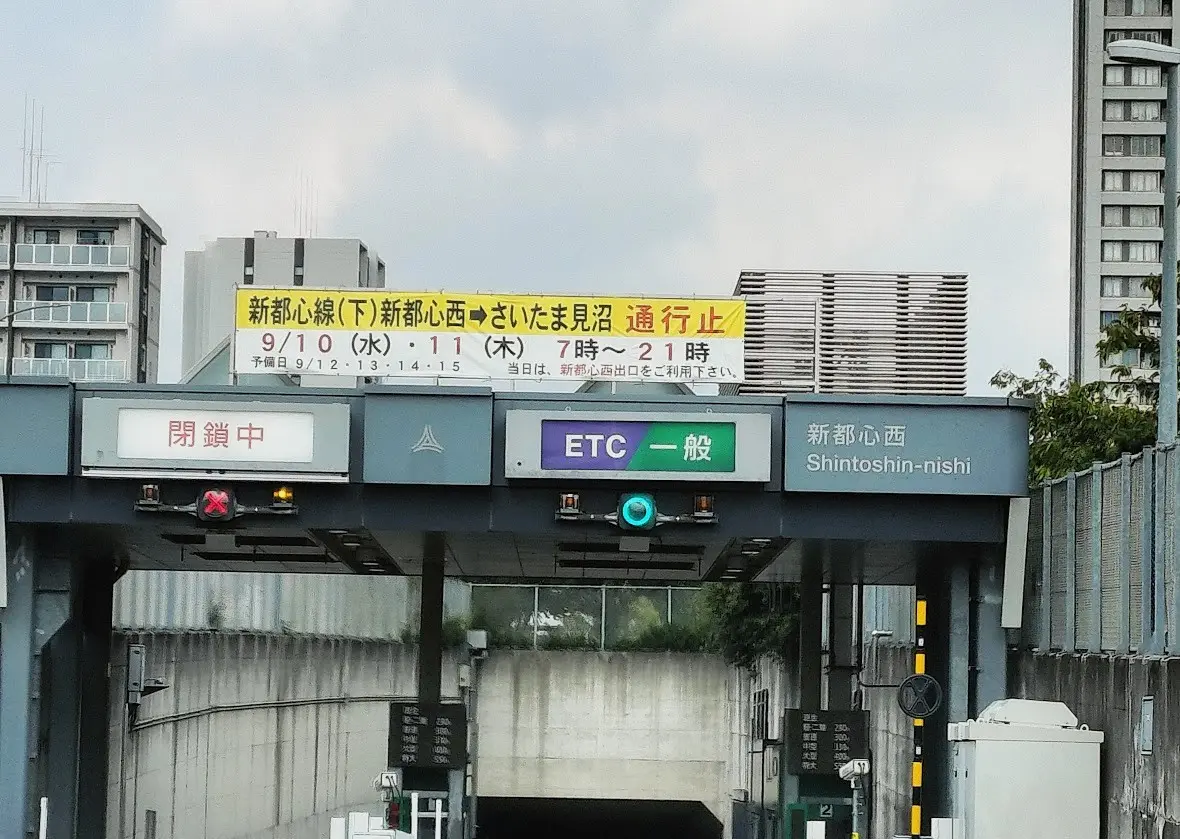 新都心線(下)新都心西➡さいたま見沼 通行止
9/10(水)・11(木) 7時~21時
予備日 9/12・13・14・15 当日は、新都心西出口をご利用下さい。
閉鎖中
ETC 一般
新都心西
Shintoshin-nishi
2